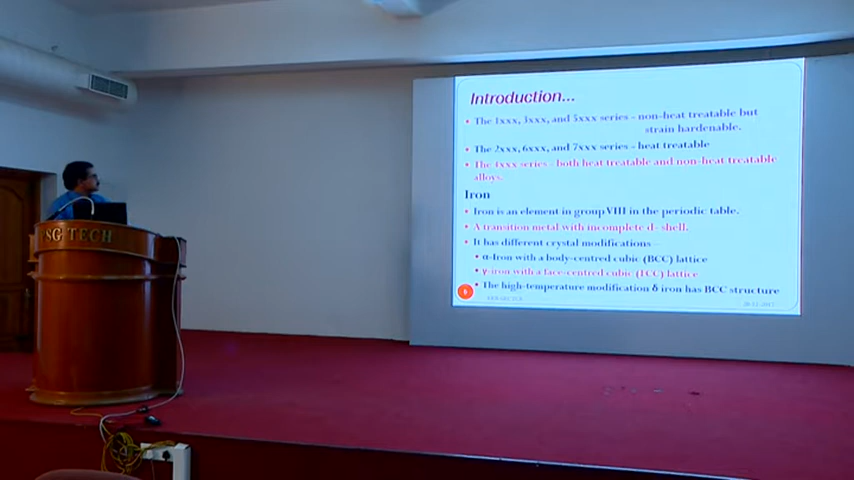 Introduction...
• The 1xxx, 3xxx, and 5xxx series – non-heat treatable but
strain hardenable.
• The 2xxx, 6xxx, and 7xxx series – heat treatable
• The 4xxx series – both heat treatable and non-heat treatable
alloys.
Iron
• Iron is an element in group VIII in the periodic table.
• A transition metal with incomplete d- shell.
• It has different crystal modifications –
• α-Iron with a body-centred cubic (BCC) lattice
• γ-iron with a face-centred cubic (FCC) lattice
• The high-temperature modification δ iron has BCC structure
SG TECH